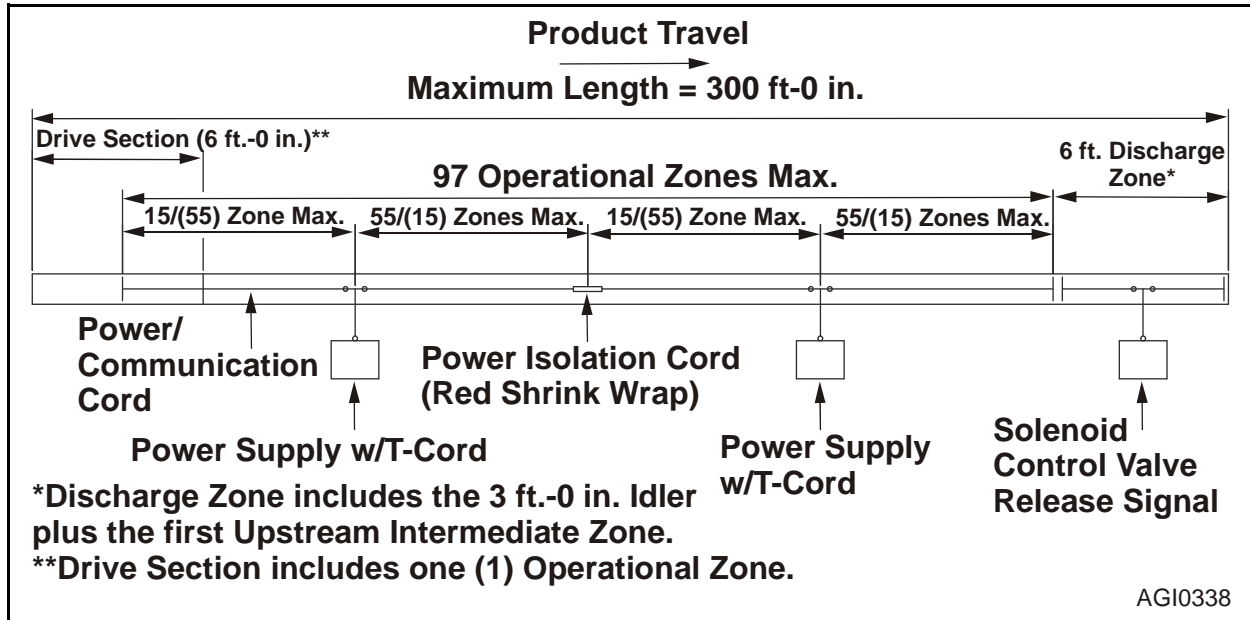 Product Travel
Maximum Length = 300 ft-0 in.
Drive Section (6 ft.-0 in.)**
6 ft. Discharge
Zone*
97 Operational Zones Max.
15/(55) Zone Max.
55/(15) Zones Max.
15/(55) Zone Max.
55/(15) Zones Max.
Power/
Communication
Cord
Power Isolation Cord
(Red Shrink Wrap)
Power Supply w/T-Cord
Power Supply
w/T-Cord
Solenoid
Control Valve
Release Signal
*Discharge Zone includes the 3 ft.-0 in. Idler
plus the first Upstream Intermediate Zone.
**Drive Section includes one (1) Operational Zone.
AGI0338